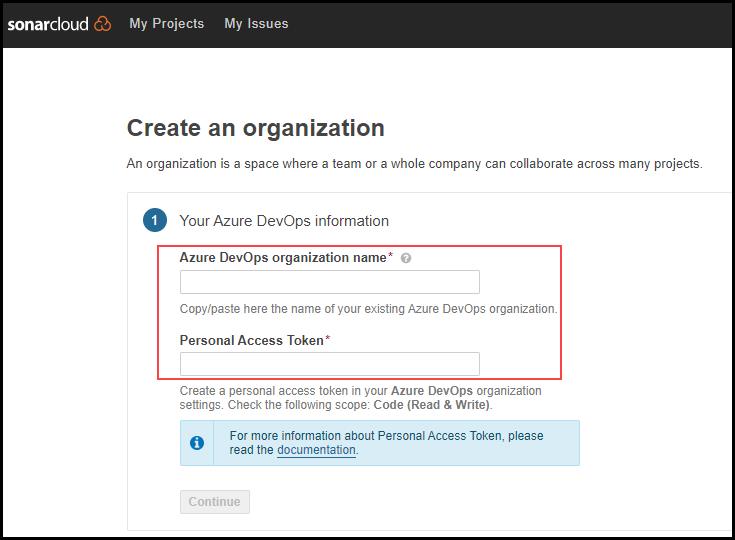 sonarcloud My Projects My Issues
Create an organization
An organization is a space where a team or a whole company can collaborate across many projects.
1 Your Azure DevOps information
Azure DevOps organization name* ?
Copy/paste here the name of your existing Azure DevOps organization.
Personal Access Token*
Create a personal access token in your Azure DevOps organization
settings. Check the following scope: Code (Read & Write).
For more information about Personal Access Token, please
read the documentation.
Continue